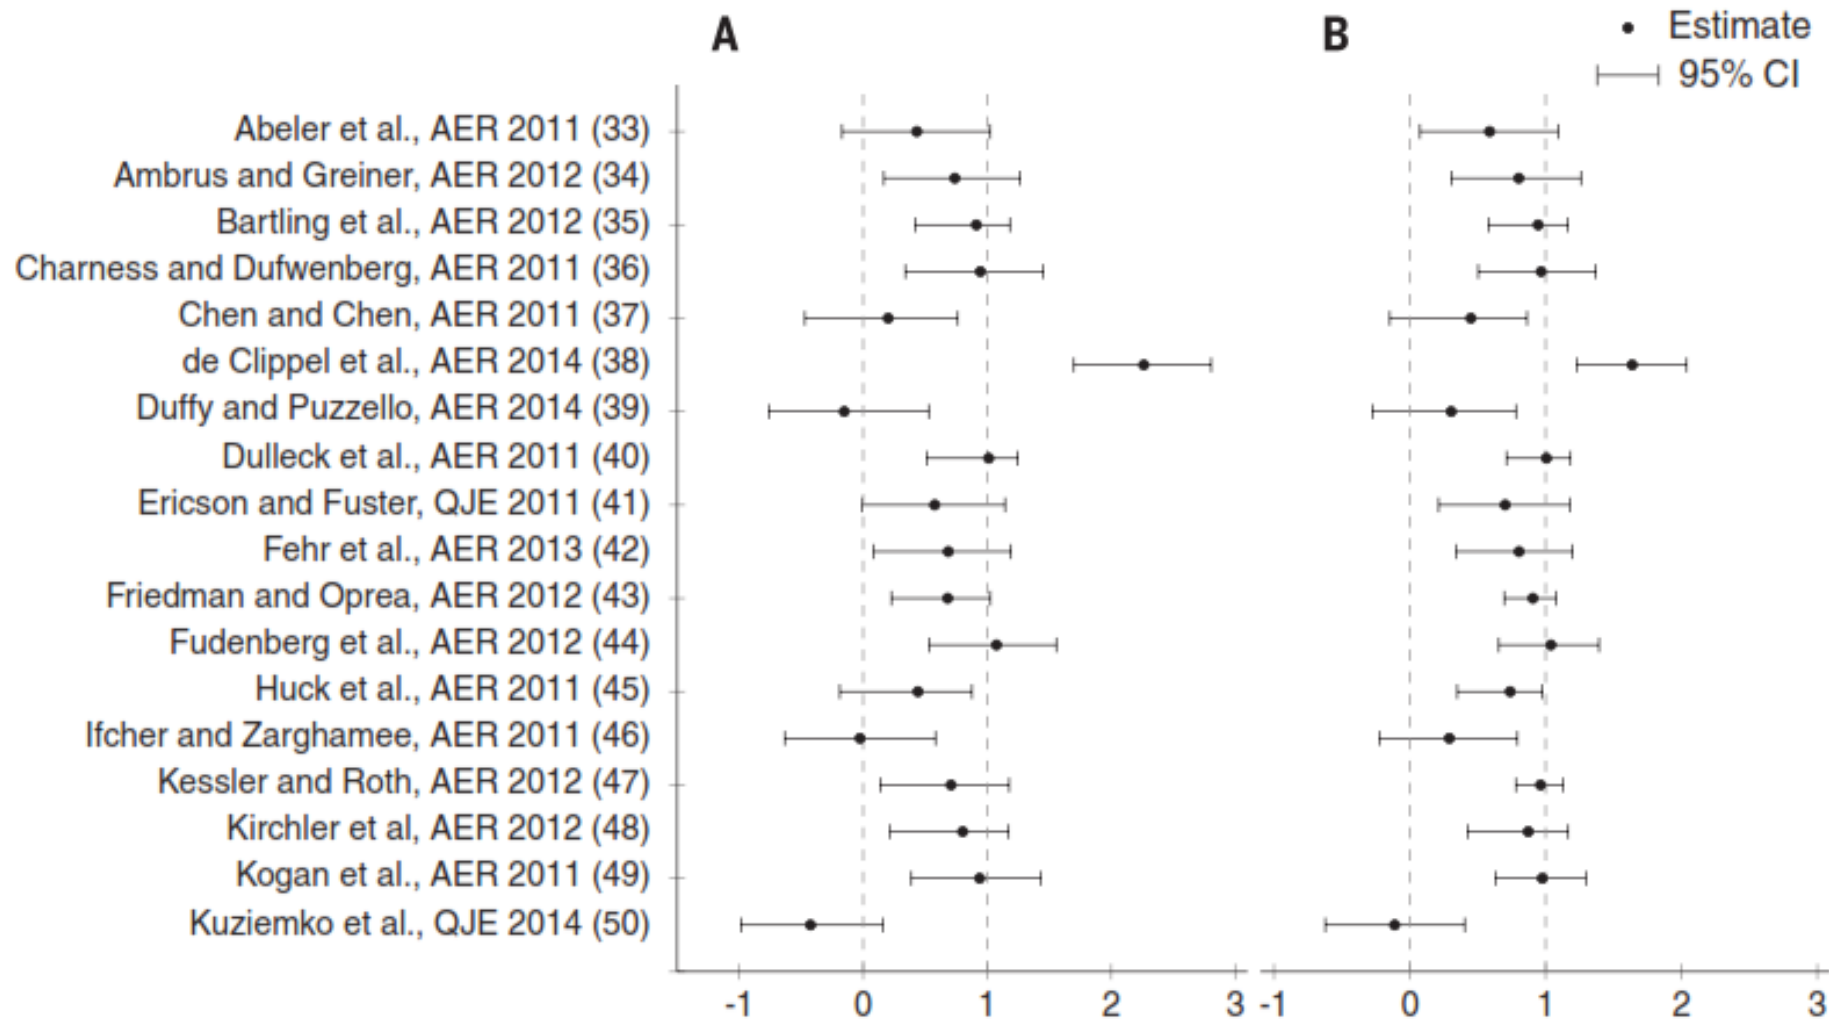 A
B
Estimate
95% CI
Abeler et al., AER 2011 (33)
Ambrus and Greiner, AER 2012 (34)
Bartling et al., AER 2012 (35)
Charness and Dufwenberg, AER 2011 (36)
Chen and Chen, AER 2011 (37)
de Clippel et al., AER 2014 (38)
Duffy and Puzzello, AER 2014 (39)
Dulleck et al., AER 2011 (40)
Ericson and Fuster, QJE 2011 (41)
Fehr et al., AER 2013 (42)
Friedman and Oprea, AER 2012 (43)
Fudenberg et al., AER 2012 (44)
Huck et al., AER 2011 (45)
Ifcher and Zarghamee, AER 2011 (46)
Kessler and Roth, AER 2012 (47)
Kirchler et al, AER 2012 (48)
Kogan et al., AER 2011 (49)
Kuziemko et al., QJE 2014 (50)
-1 0 1 2 3
-1 0 1 2 3